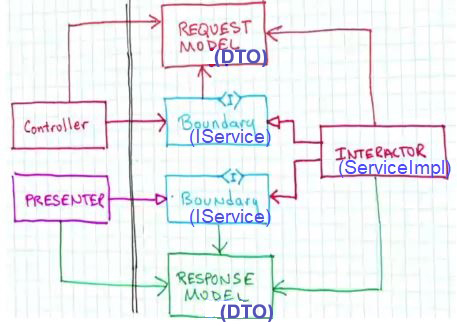 REQUEST
MODEL
(DTO)
<I>
Controller
Boundary
(IService)
INTERACTOR
(ServiceImpl)
<I>
PRESENTER
Boundary
(IService)
RESPONSE
MODEL
(DTO)